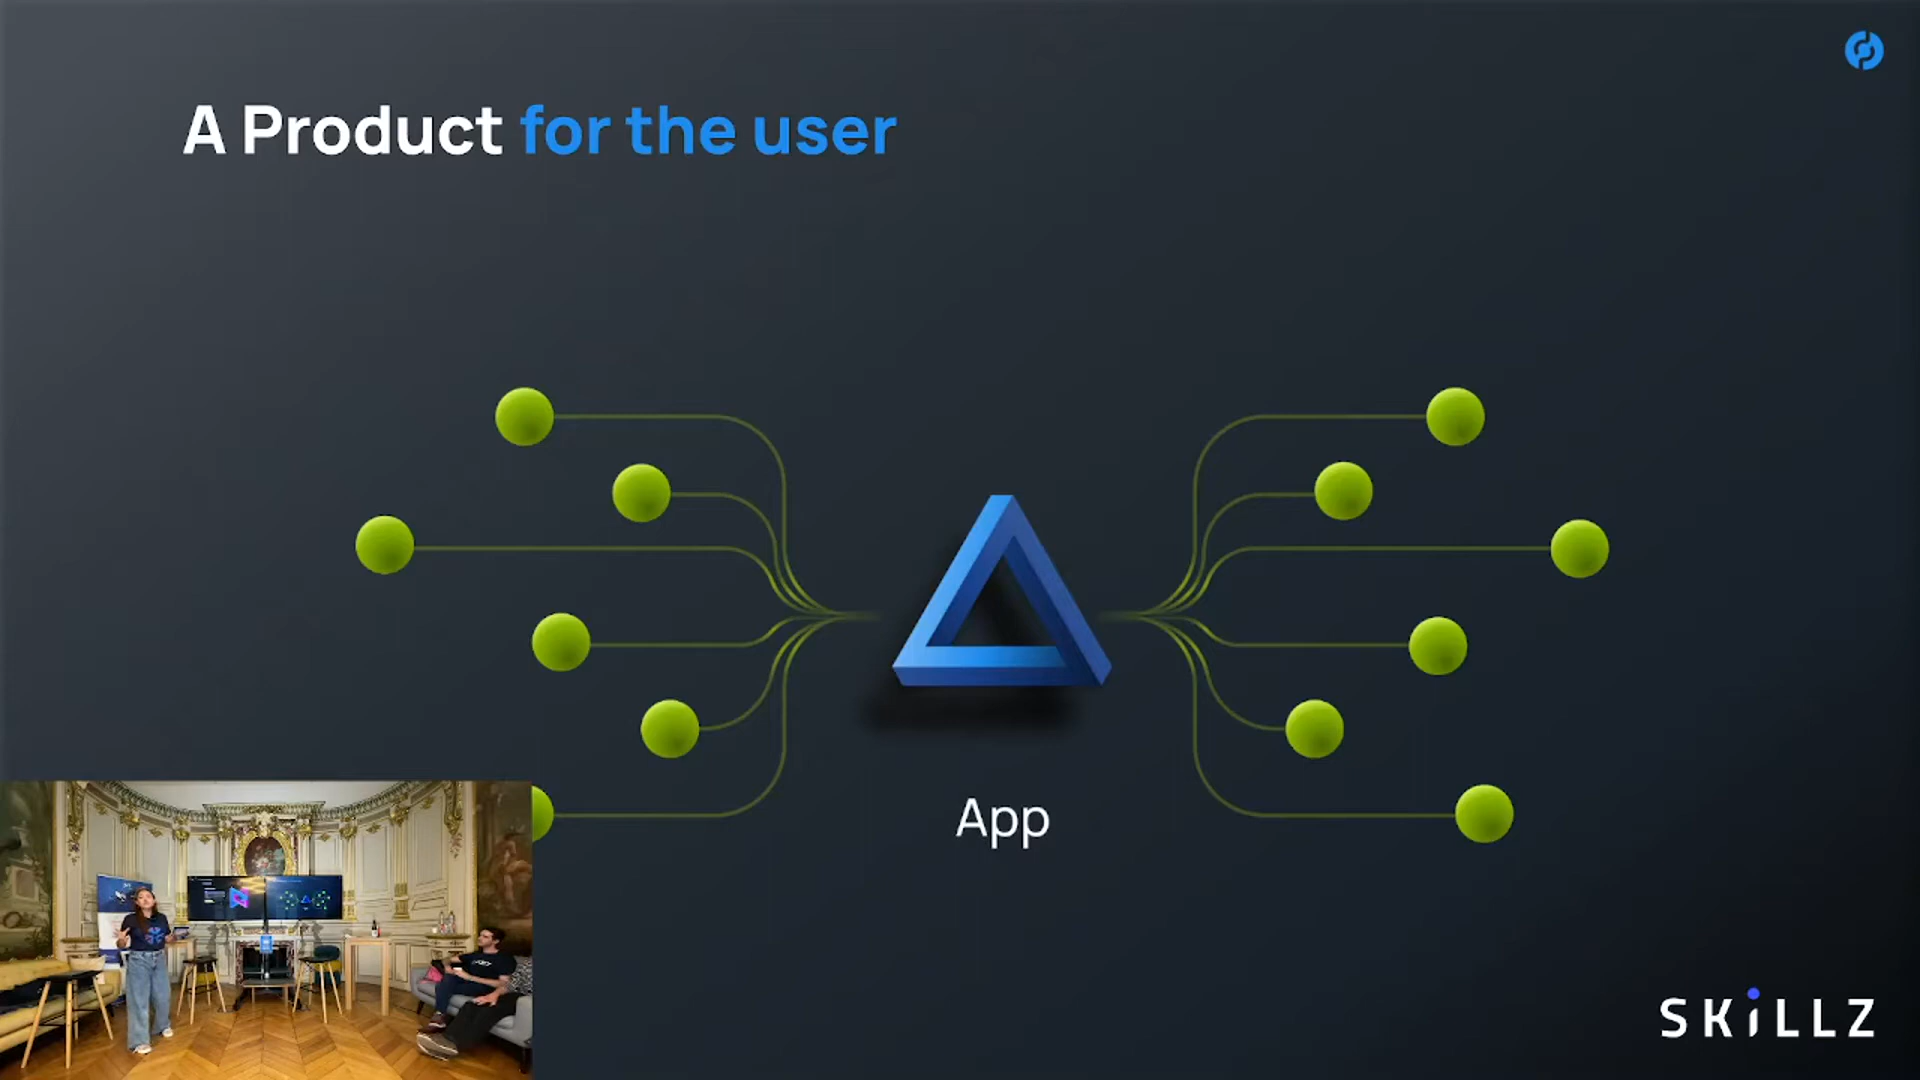 A Product for the user
App
SKiLLZ